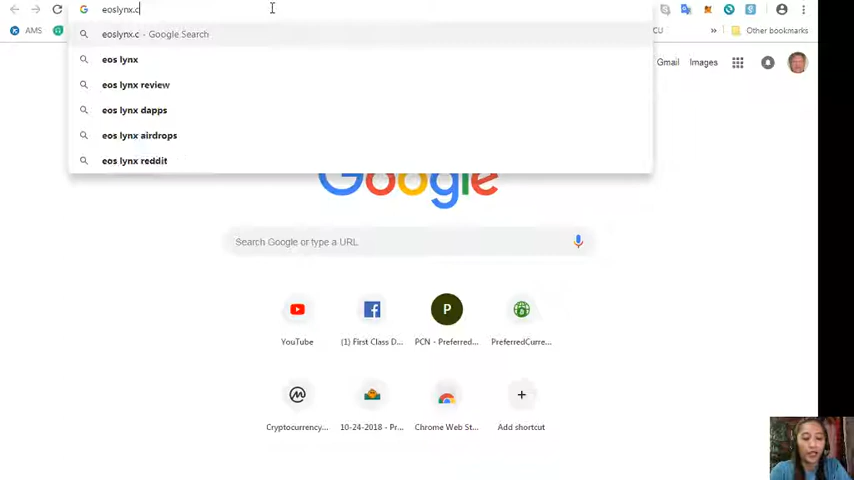 eoslynx.c
AMS
CU
»
Other bookmarks
eoslynx.c - Google Search
eos lynx
eos lynx review
eos lynx dapps
eos lynx airdrops
eos lynx reddit
Gmail Images
Google
Search Google or type a URL
P
YouTube
(1) First Class D...
PCN - Preferred...
PreferredCurre...
Cryptocurrency...
10-24-2018 - Pr...
Chrome Web St...
Add shortcut